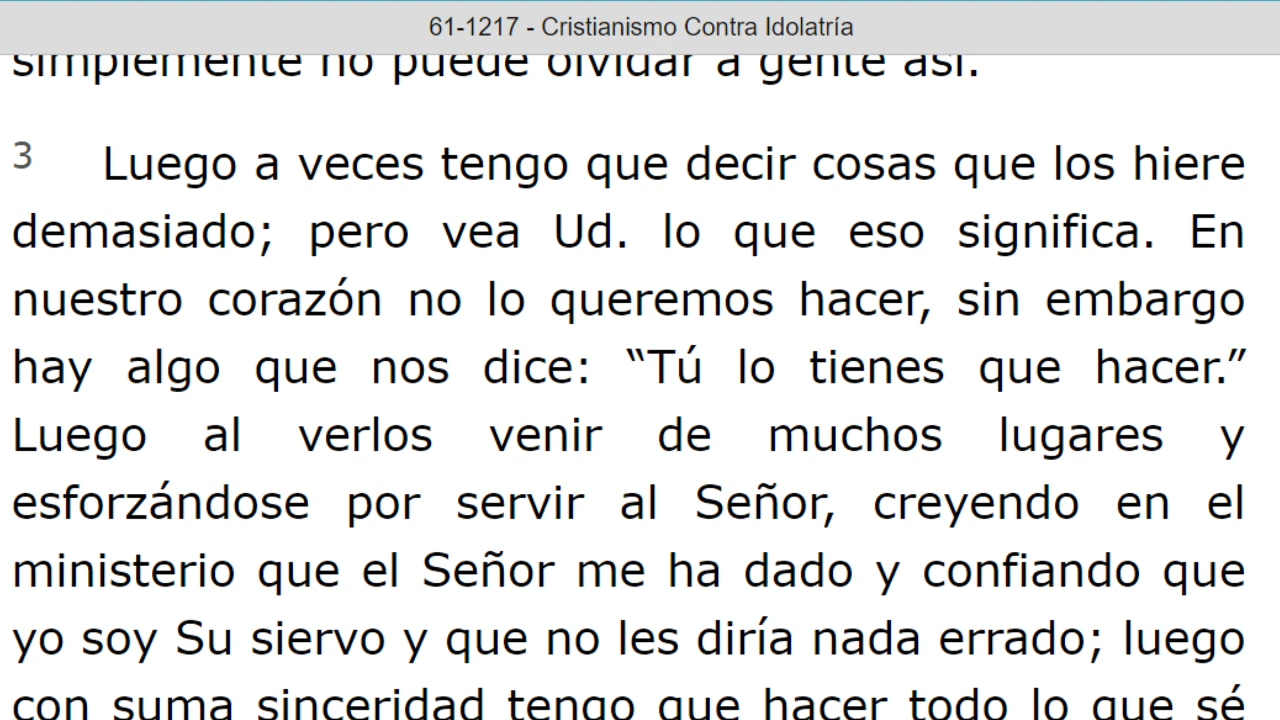 61-1217 - Cristianismo Contra Idolatría
simplemente no puede olvidar a gente así.
3 Luego a veces tengo que decir cosas que los hiere
demasiado; pero vea Ud. lo que eso significa. En
nuestro corazón no lo queremos hacer, sin embargo
hay algo que nos dice: “Tú lo tienes que hacer.”
Luego al verlos venir de muchos lugares y
esforzándose por servir al Señor, creyendo en el
ministerio que el Señor me ha dado y confiando que
yo soy Su siervo y que no les diría nada errado; luego
con suma sinceridad tengo que hacer todo lo que sé